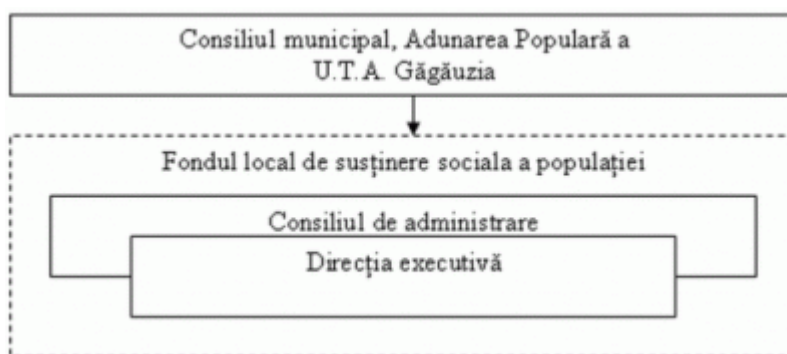 Consiliul municipal, Adunarea Populară a
U.T.A. Găgăuzia
Fondul local de susținere sociala a populației
Consiliul de administrare
Direcția executivă